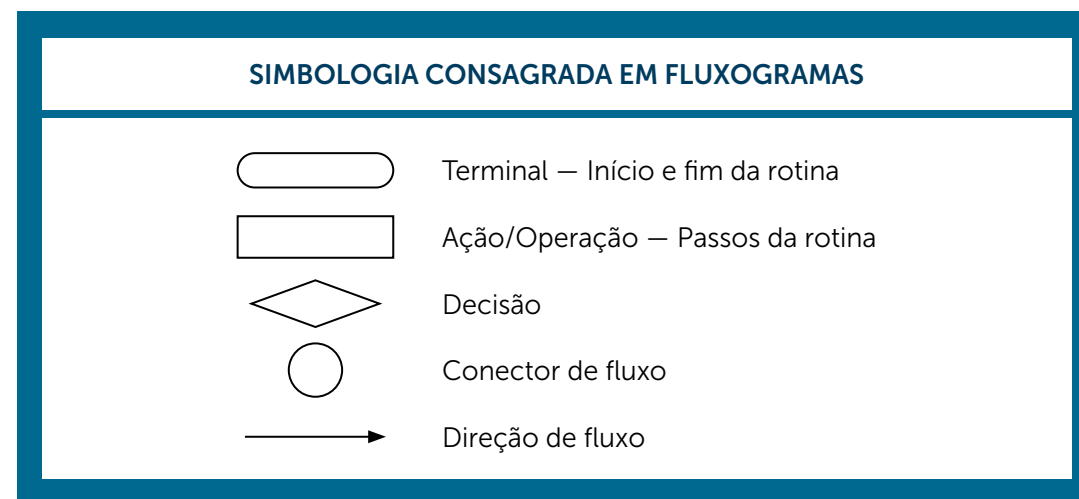 SIMBOLOGIA CONSAGRADA EM FLUXOGRAMAS
Terminal — Início e fim da rotina
Ação/Operação — Passos da rotina
Decisão
Conector de fluxo
Direção de fluxo